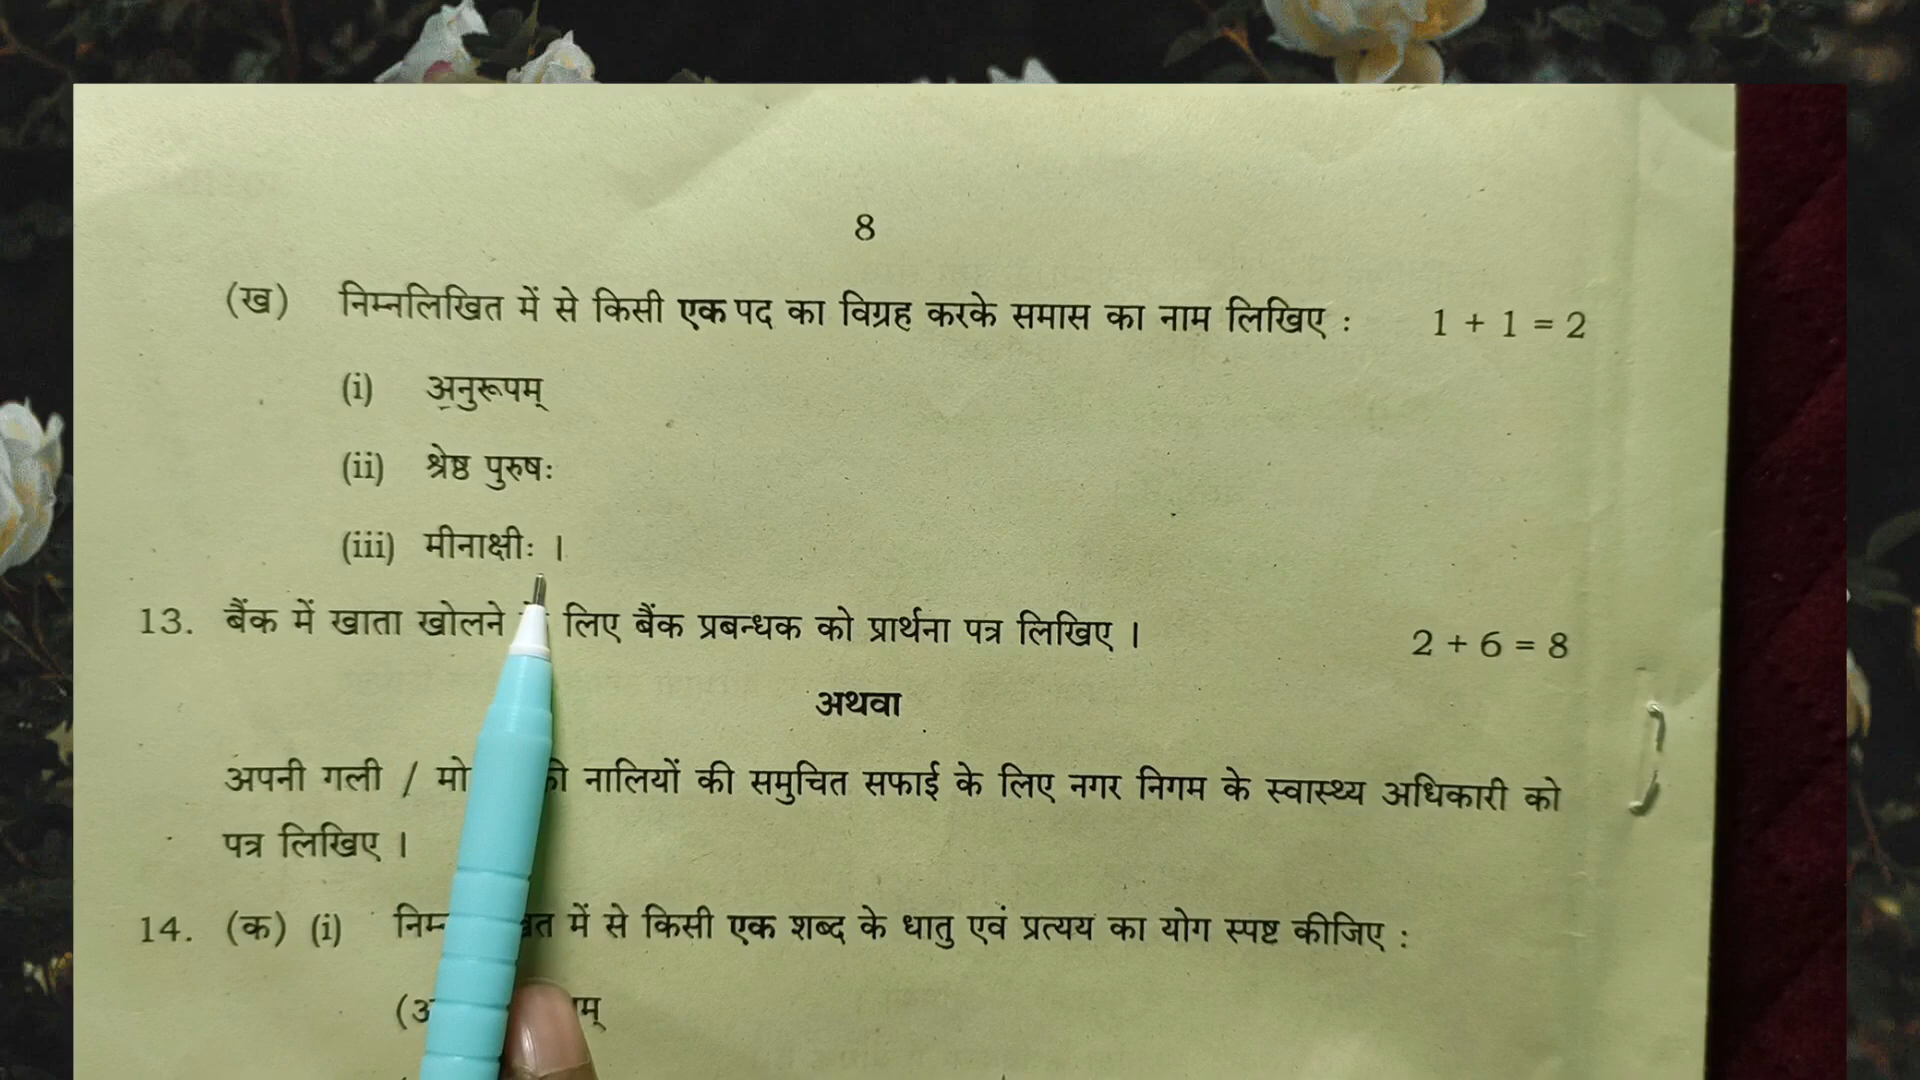 8
(ख) निम्नलिखित में से किसी एक पद का विग्रह करके समास का नाम लिखिए : 1 + 1 = 2
(i) अनुरूपम्
(ii) श्रेष्ठ पुरुषः
(iii) मीनाक्षीः ।
13. बैंक में खाता खोलने लिए बैंक प्रबन्धक को प्रार्थना पत्र लिखिए । 2 + 6 = 8
अथवा
अपनी गली / नालियों की समुचित सफाई के लिए नगर निगम के स्वास्थ्य अधिकारी को
पत्र लिखिए ।
14. (क) (i) में से किसी एक शब्द के धातु एवं प्रत्यय का योग स्पष्ट कीजिए :